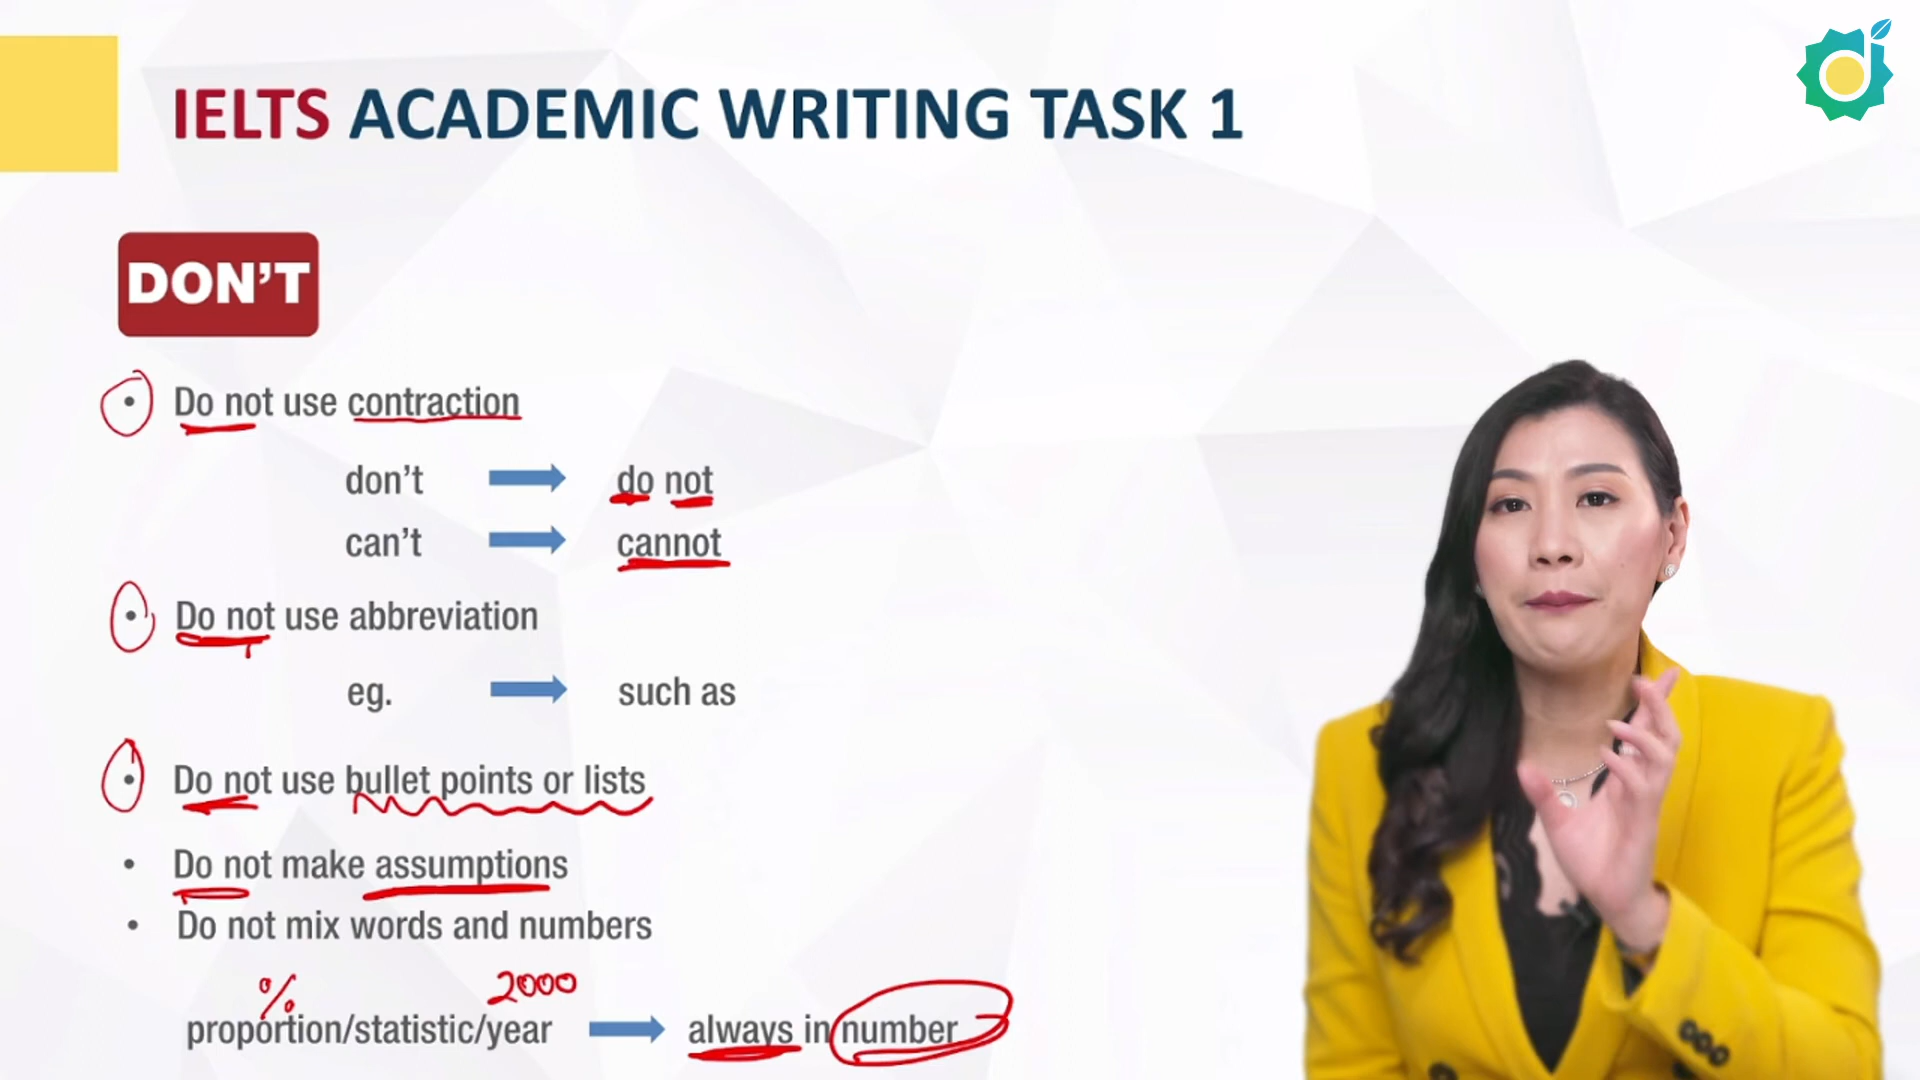 IELTS ACADEMIC WRITING TASK 1
DON'T
• Do not use contraction
don't do not
can't cannot
• Do not use abbreviation
eg. such as
• Do not use bullet points or lists
• Do not make assumptions
• Do not mix words and numbers
% 2000
proportion/statistic/year always in number